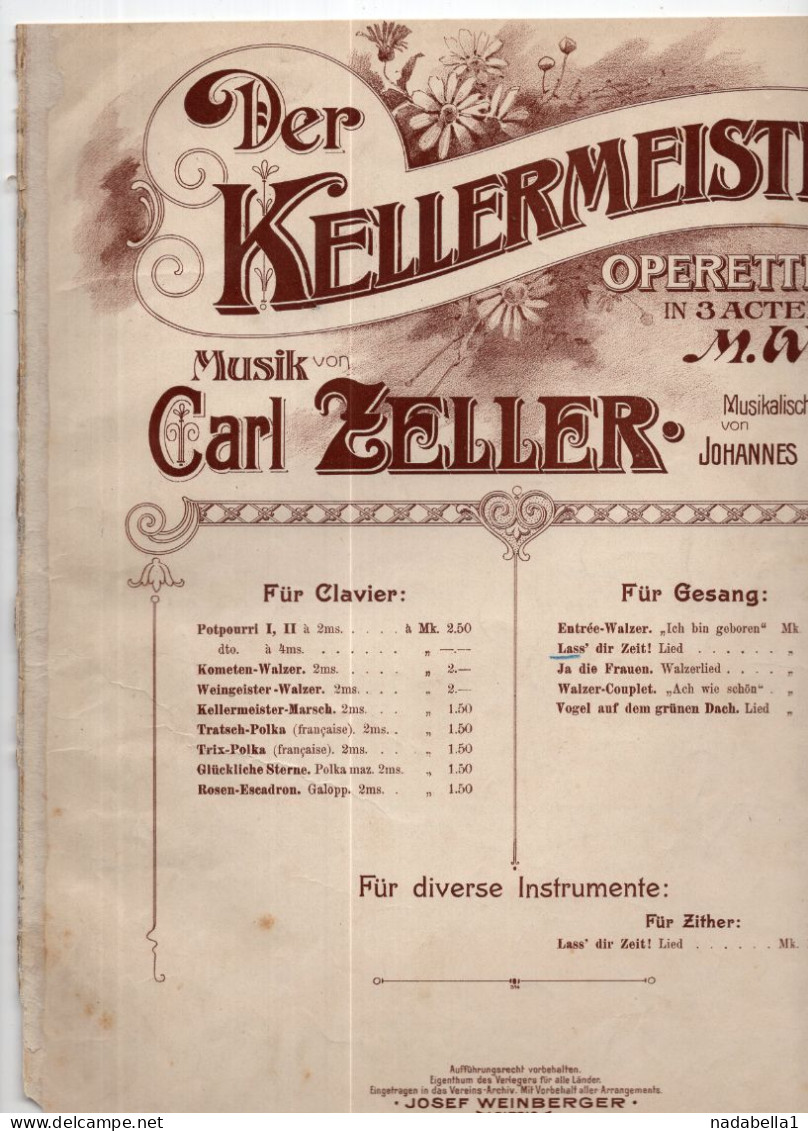 Der
KELLERMEIST
OPERETT
IN 3 ACTE
M. W
Musik von
Carl ZELLER.
Musikalisch
von
JOHANNES
Für Clavier:
Potpourri I, II à 2ms. . . . . à Mk. 2.50
dto. à 4ms. . . . . . . „ —.—
Kometen-Walzer. 2ms. . . . . „ 2.—
Weingeister-Walzer. 2ms. . . . „ 2.—
Kellermeister-Marsch. 2ms. . . „ 1.50
Tratsch-Polka (française). 2ms. . „ 1.50
Trix-Polka (française). 2ms. . . . „ 1.50
Glückliche Sterne. Polka maz. 2ms. „ 1.50
Rosen-Escadron. Galopp. 2ms. . „ 1.50
Für Gesang:
Entrée-Walzer. „Ich bin geboren“ Mk.
Lass' dir Zeit! Lied . . . . . „
Ja die Frauen. Walzerlied . . . . „
Walzer-Couplet. „Ach wie schön“ . „
Vogel auf dem grünen Dach. Lied „
Für diverse Instrumente:
Für Zither:
Lass' dir Zeit! Lied . . . . . . Mk.
Aufführungsrecht vorbehalten.
Eigenthum des Verlegers für alle Länder.
Eingetragen in das Vereins-Archiv. Mit Vorbehalt aller Arrangements.
· JOSEF WEINBERGER ·
DELCAMPE.NET
nadabella1